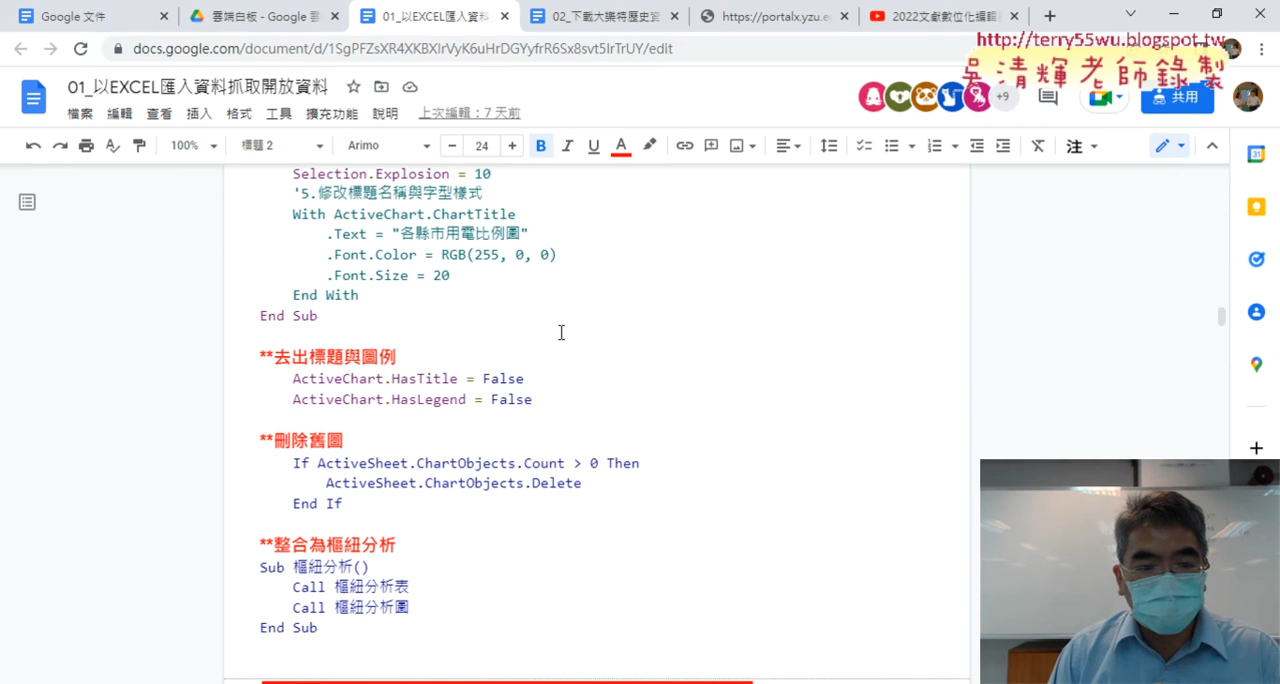 Google 文件
雲端白板 - Google 雲
01_以EXCEL匯入資料
02_下載大樂特歷史資
https://portalx.yzu.e
2022文獻數位化編輯
docs.google.com/document/d/1SgPFZsXR4XKBXlrVyK6uHrDGYyfrR6Sx8svt5lrTrUY/edit
http://terry55wu.blogspot.tw
吳清輝老師錄製
01_以EXCEL匯入資料抓取開放資料
檔案 編輯 查看 插入 格式 工具 擴充功能 說明 上次編輯：7 天前
+9
共用
100% 標題 2 Arimo − 24 + B I U A 注
31
Selection.Explosion = 10
'5.修改標題名稱與字型樣式
With ActiveChart.ChartTitle
.Text = "各縣市用電比例圖"
.Font.Color = RGB(255, 0, 0)
.Font.Size = 20
End With
End Sub
**去出標題與圖例
ActiveChart.HasTitle = False
ActiveChart.HasLegend = False
**刪除舊圖
If ActiveSheet.ChartObjects.Count > 0 Then
ActiveSheet.ChartObjects.Delete
End If
**整合為樞紐分析
Sub 樞紐分析()
Call 樞紐分析表
Call 樞紐分析圖
End Sub